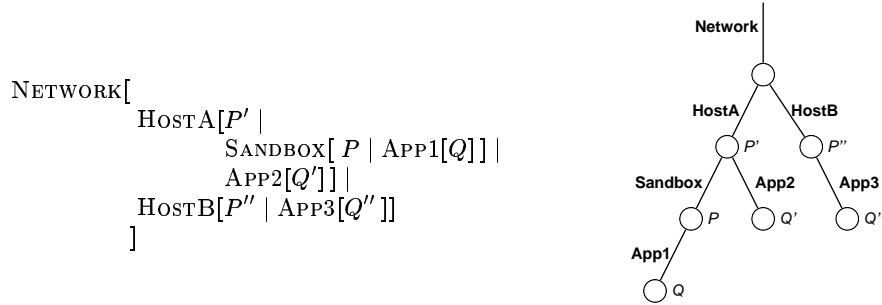 NETWORK[
HOSTA[P′ |
SANDBOX[ P | APP1[Q] ] |
APP2[Q′] ] |
HOSTB[P″ | APP3[Q″ ]]
]
Network
HostA HostB
P' P''
Sandbox App2 App3
P Q' Q'
App1
Q